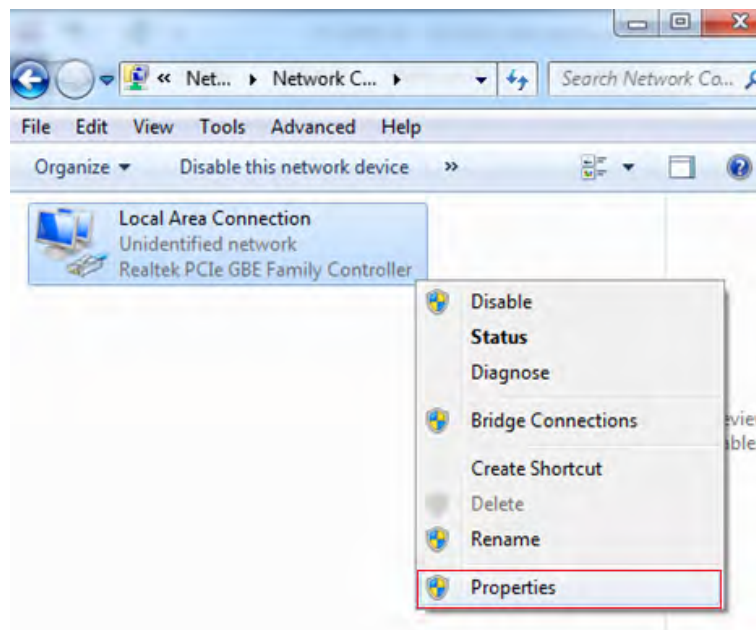 « Net... ▸ Network C... ▸ Search Network Co...
File Edit View Tools Advanced Help
Organize ▾ Disable this network device »
Local Area Connection
Unidentified network
Realtek PCIe GBE Family Controller
Disable
Status
Diagnose
Bridge Connections
Create Shortcut
Delete
Rename
Properties